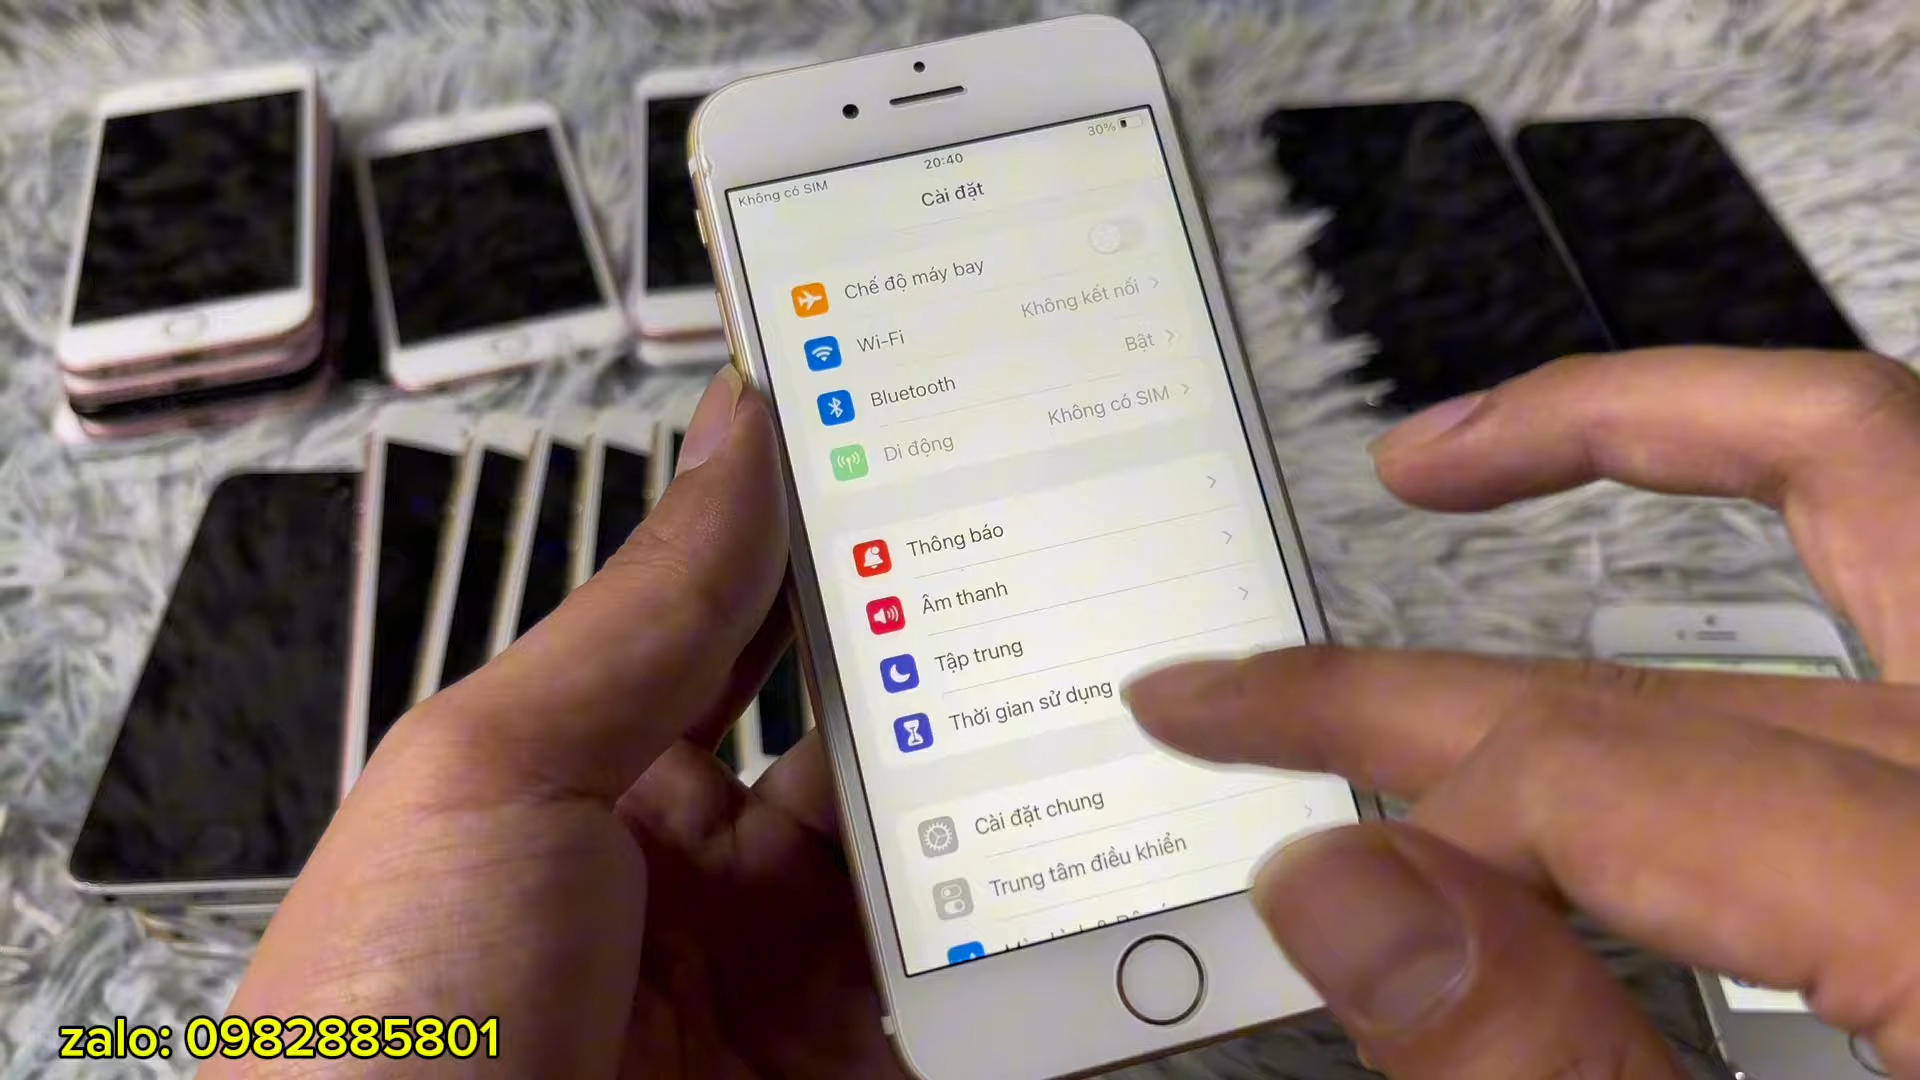 Không có SIM
20:40
30%
Cài đặt
Chế độ máy bay
Wi-Fi
Không kết nối
Bluetooth
Bật
Di động
Không có SIM
Thông báo
Âm thanh
Tập trung
Thời gian sử dụng
Cài đặt chung
Trung tâm điều khiển
zalo: 0982885801